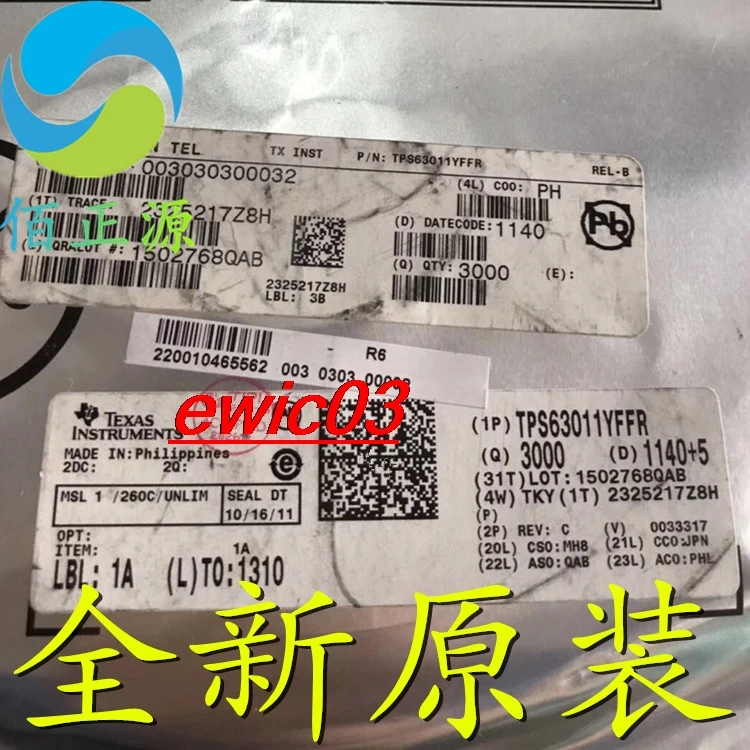 TEL TX INST P/N: TPS63011YFFR REL-B
003030300032
(4L) COO: PH
(1T) TRACE
5217Z8H
(D) DATECODE:1140
Pb
佰正源
1502768QAB
(Q) QTY:3000 (E):
2325217Z8H
LBL: 3B
R6
220010465562 003 0303
ewic03
TEXAS
INSTRUMENTS
MADE IN:Philippines
2DC: 2Q:
e
MSL 1 /260C/UNLIM SEAL DT
10/16/11
OPT:
ITEM: 1A
LBL: 1A (L)TO:1310
(1P) TPS63011YFFR
(Q) 3000 (D) 1140+5
(31T)LOT:1502768QAB
(4W) TKY(1T) 2325217Z8H
(P)
(2P) REV: C (V) 0033317
(20L) CSO:MH8 (21L) CCO:JPN
(22L) ASO:QAB (23L) ACO:PHL
全新原装